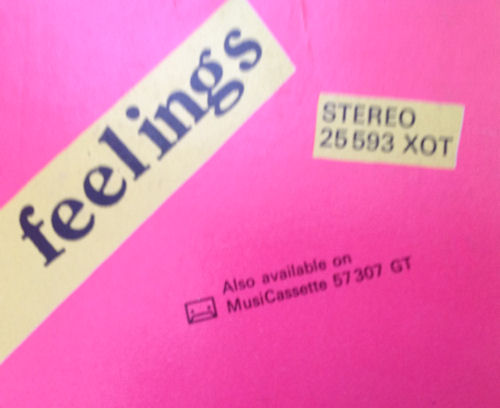 feelings
STEREO
25 593 XOT
Also available on
MusiCassette 57 307 GT